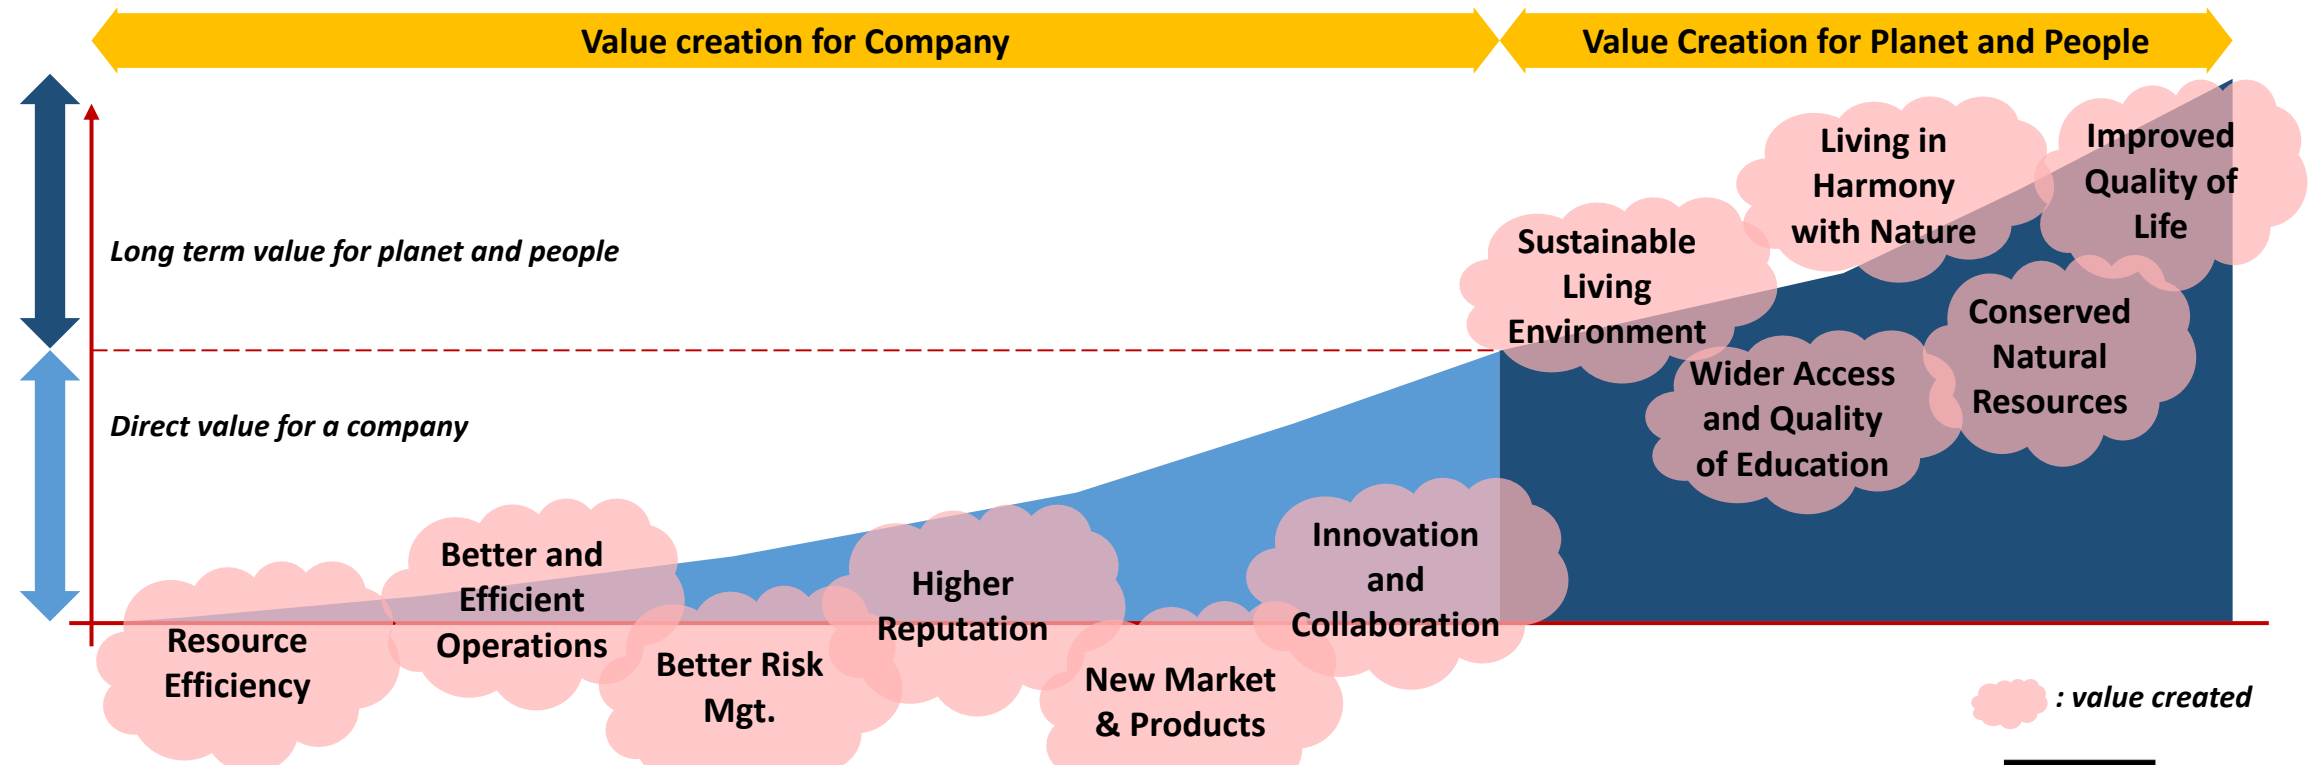 Value creation for Company
Value Creation for Planet and People
Long term value for planet and people
Direct value for a company
Resource
Efficiency
Better and
Efficient
Operations
Better Risk
Mgt.
Higher
Reputation
New Market
& Products
Innovation
and
Collaboration
Sustainable
Living
Environment
Living in
Harmony
with Nature
Improved
Quality of
Life
Wider Access
and Quality
of Education
Conserved
Natural
Resources
: value created